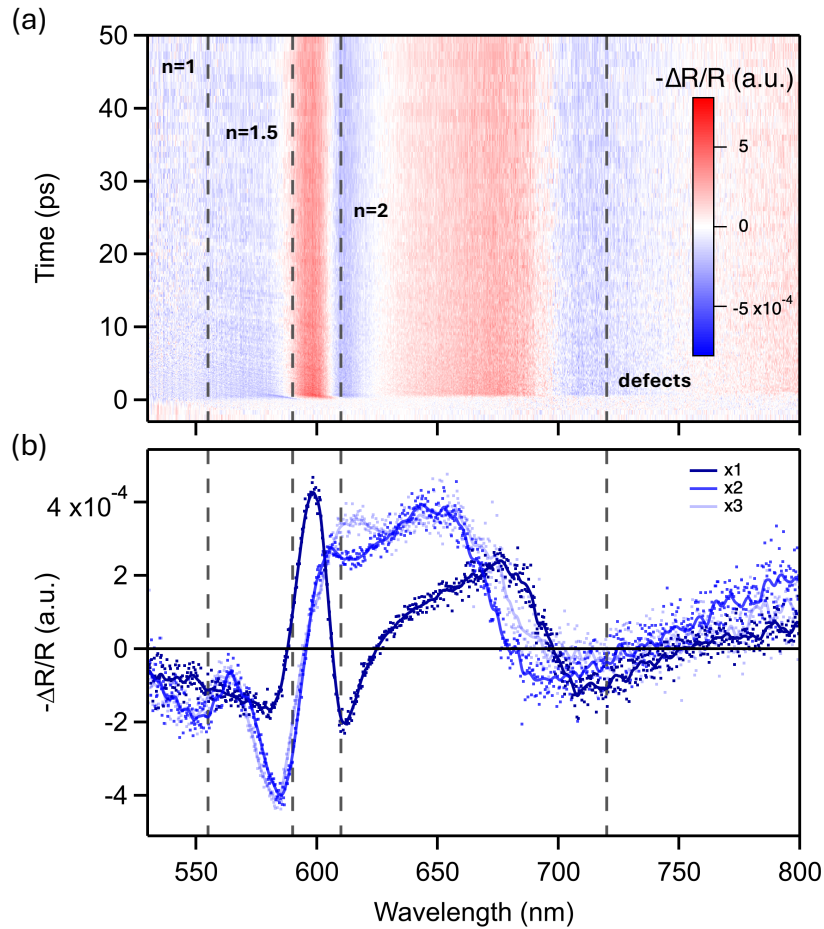 (a)
50
40
30
20
10
0
Time (ps)
n=1
n=1.5
n=2
defects
-ΔR/R (a.u.)
5
0
-5 x10⁻⁴
(b)
4 x10⁻⁴
2
0
-2
-4
-ΔR/R (a.u.)
x1
x2
x3
550 600 650 700 750 800
Wavelength (nm)